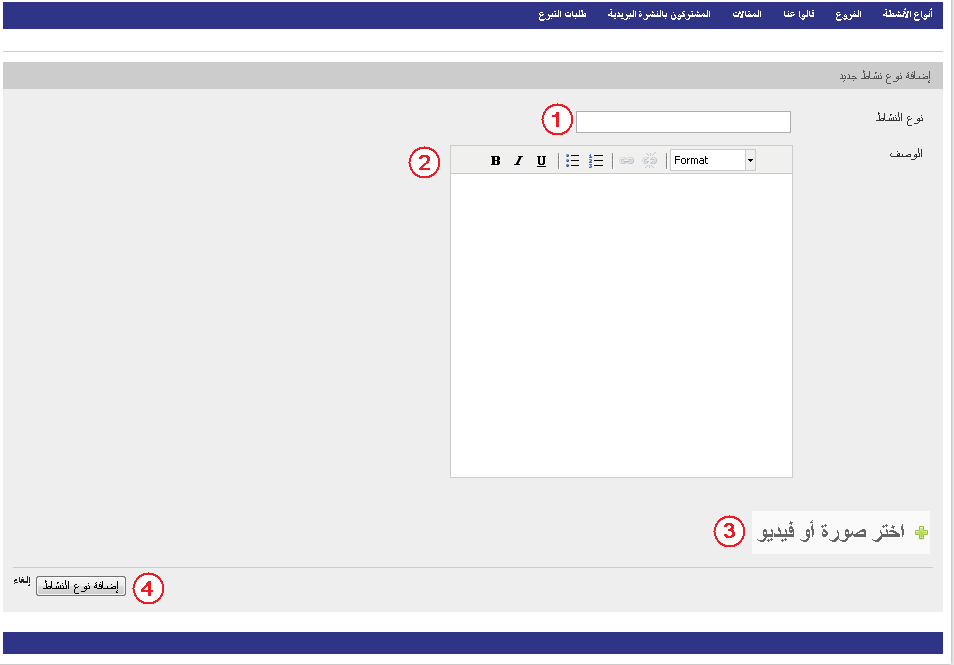 أنواع الأنشطة الفروع قالوا عنا المقالات المشتركون بالنشرة البريدية طلبات التبرع
إضافة نوع نشاط جديد
نوع النشاط 1
الوصف
2 B I U Format
3 اختر صورة أو فيديو
4 إضافة نوع النشاط إلغاء